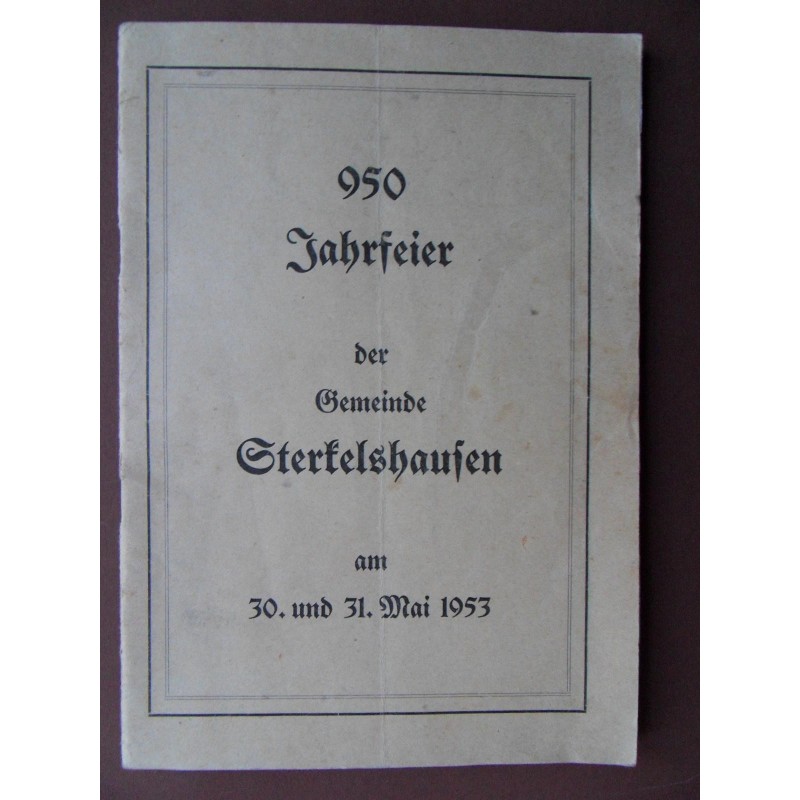 950
Jahrfeier
der
Gemeinde
Sterkelshausen
am
30. und 31. Mai 1953